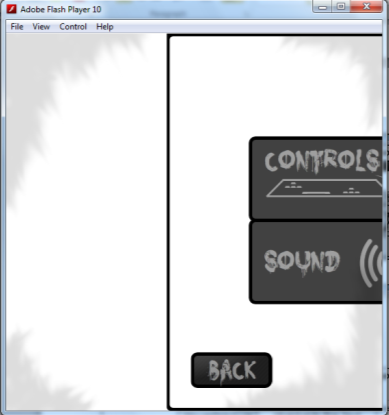 Adobe Flash Player 10
File View Control Help
CONTROLS
SOUND
BACK